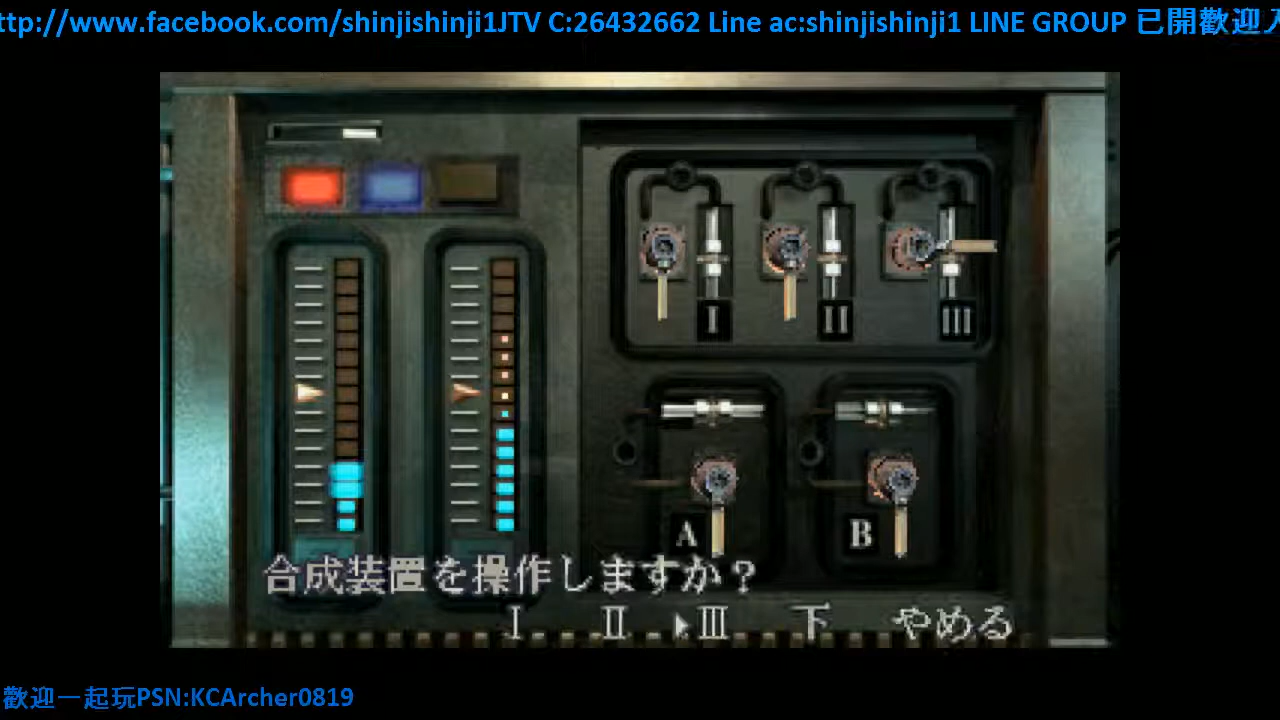 ttp://www.facebook.com/shinjishinji1JTV C:26432662 Line ac:shinjishinji1 LINE GROUP 已開歡迎入
I II III
A B
合成装置を操作しますか?
Ⅰ Ⅱ Ⅲ 下 やめる
歡迎一起玩PSN:KCArcher0819